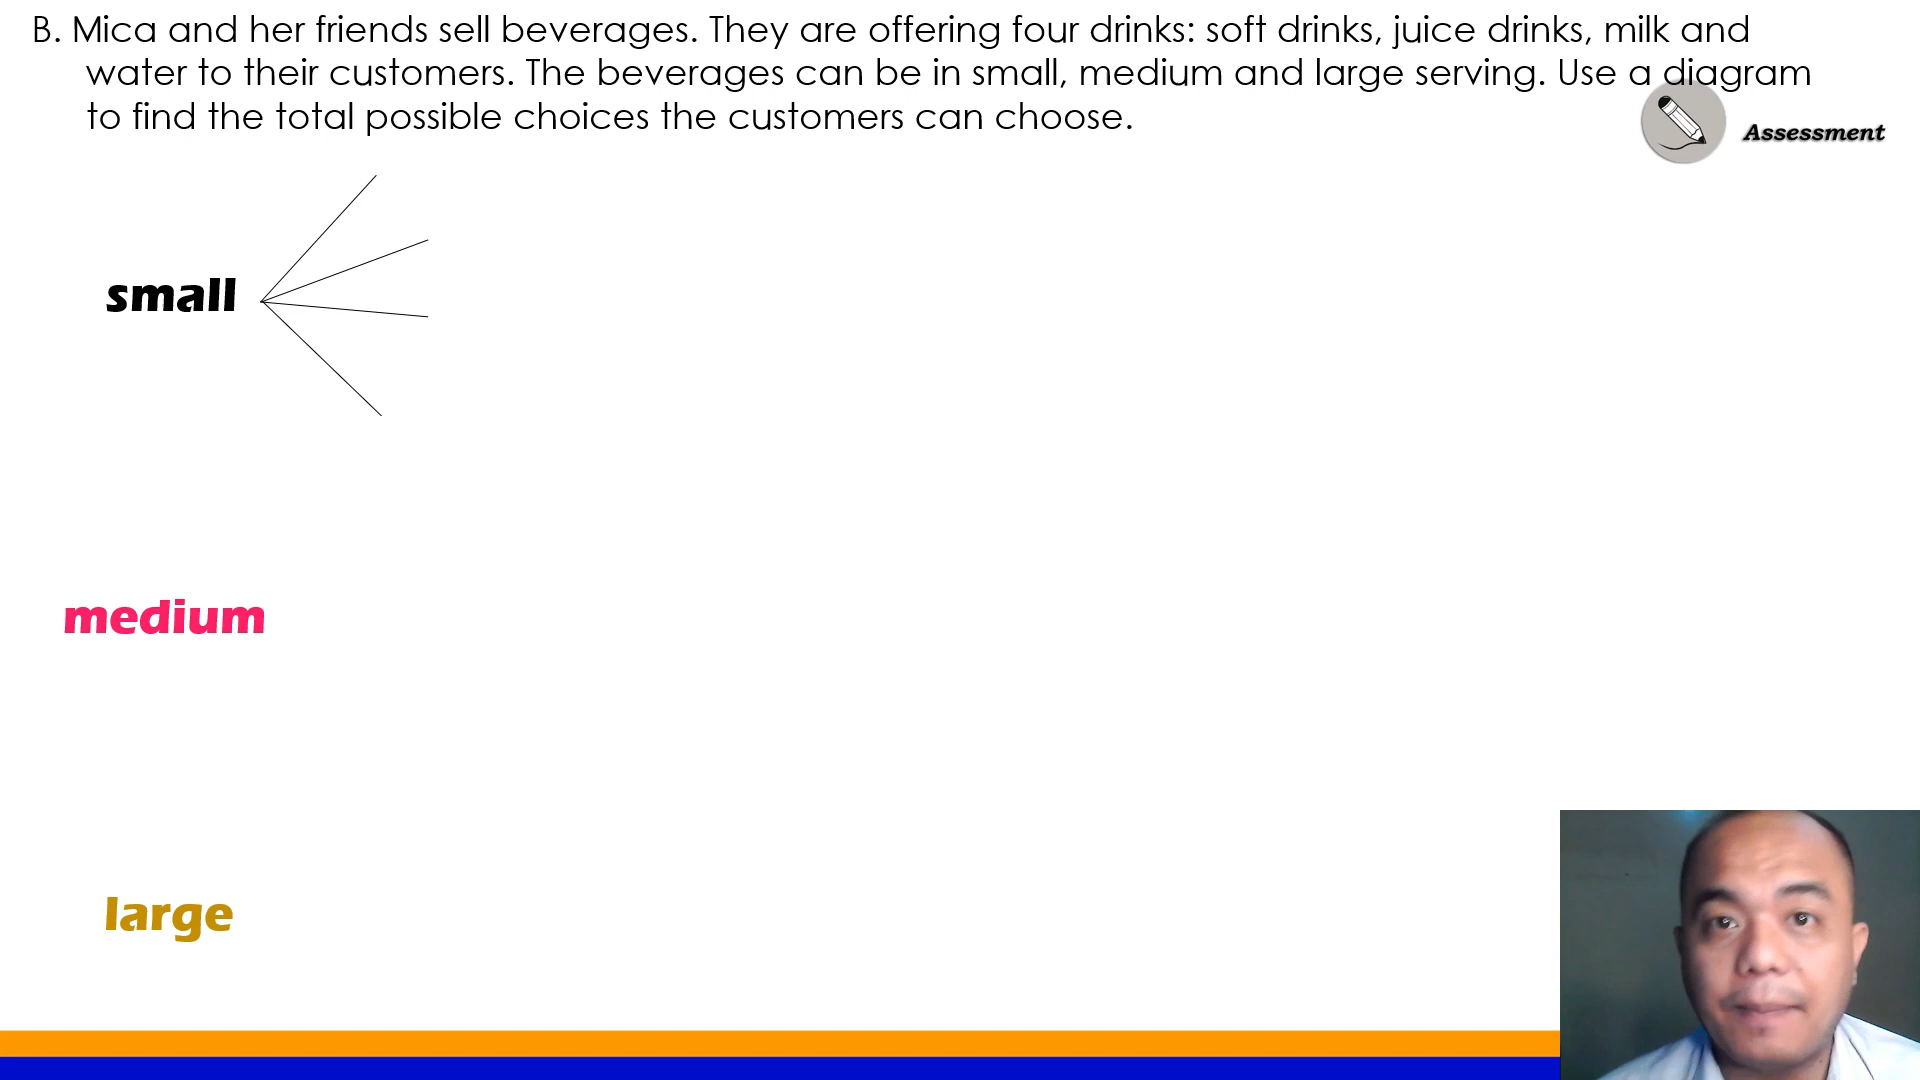 B. Mica and her friends sell beverages. They are offering four drinks: soft drinks, juice drinks, milk and
water to their customers. The beverages can be in small, medium and large serving. Use a diagram
to find the total possible choices the customers can choose.
Assessment
small
medium
large